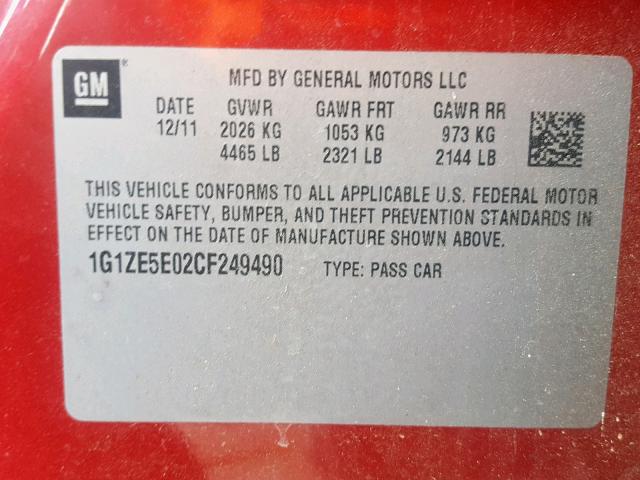 GM ®
MFD BY GENERAL MOTORS LLC
DATE GVWR GAWR FRT GAWR RR
12/11 2026 KG 1053 KG 973 KG
4465 LB 2321 LB 2144 LB
THIS VEHICLE CONFORMS TO ALL APPLICABLE U.S. FEDERAL MOTOR
VEHICLE SAFETY, BUMPER, AND THEFT PREVENTION STANDARDS IN
EFFECT ON THE DATE OF MANUFACTURE SHOWN ABOVE.
1G1ZE5E02CF249490 TYPE: PASS CAR